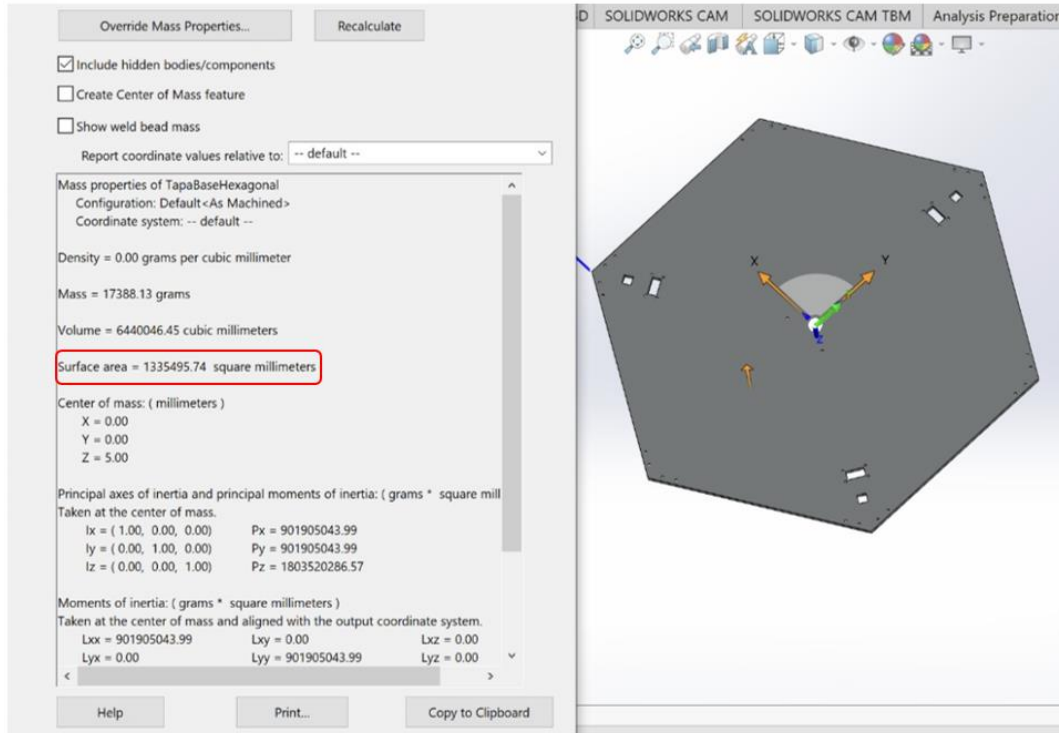 Override Mass Properties...
Recalculate
Include hidden bodies/components
Create Center of Mass feature
Show weld bead mass
Report coordinate values relative to: -- default --
Mass properties of TapaBaseHexagonal
Configuration: Default<As Machined>
Coordinate system: -- default --
Density = 0.00 grams per cubic millimeter
Mass = 17388.13 grams
Volume = 6440046.45 cubic millimeters
Surface area = 1335495.74 square millimeters
Center of mass: ( millimeters )
X = 0.00
Y = 0.00
Z = 5.00
Principal axes of inertia and principal moments of inertia: ( grams * square mill
Taken at the center of mass.
Ix = ( 1.00, 0.00, 0.00) Px = 901905043.99
Iy = ( 0.00, 1.00, 0.00) Py = 901905043.99
Iz = ( 0.00, 0.00, 1.00) Pz = 1803520286.57
Moments of inertia: ( grams * square millimeters )
Taken at the center of mass and aligned with the output coordinate system.
Lxx = 901905043.99 Lxy = 0.00 Lxz = 0.00
Lyx = 0.00 Lyy = 901905043.99 Lyz = 0.00
Help
Print...
Copy to Clipboard
D SOLIDWORKS CAM SOLIDWORKS CAM TBM Analysis Preparation
X
Y
Z